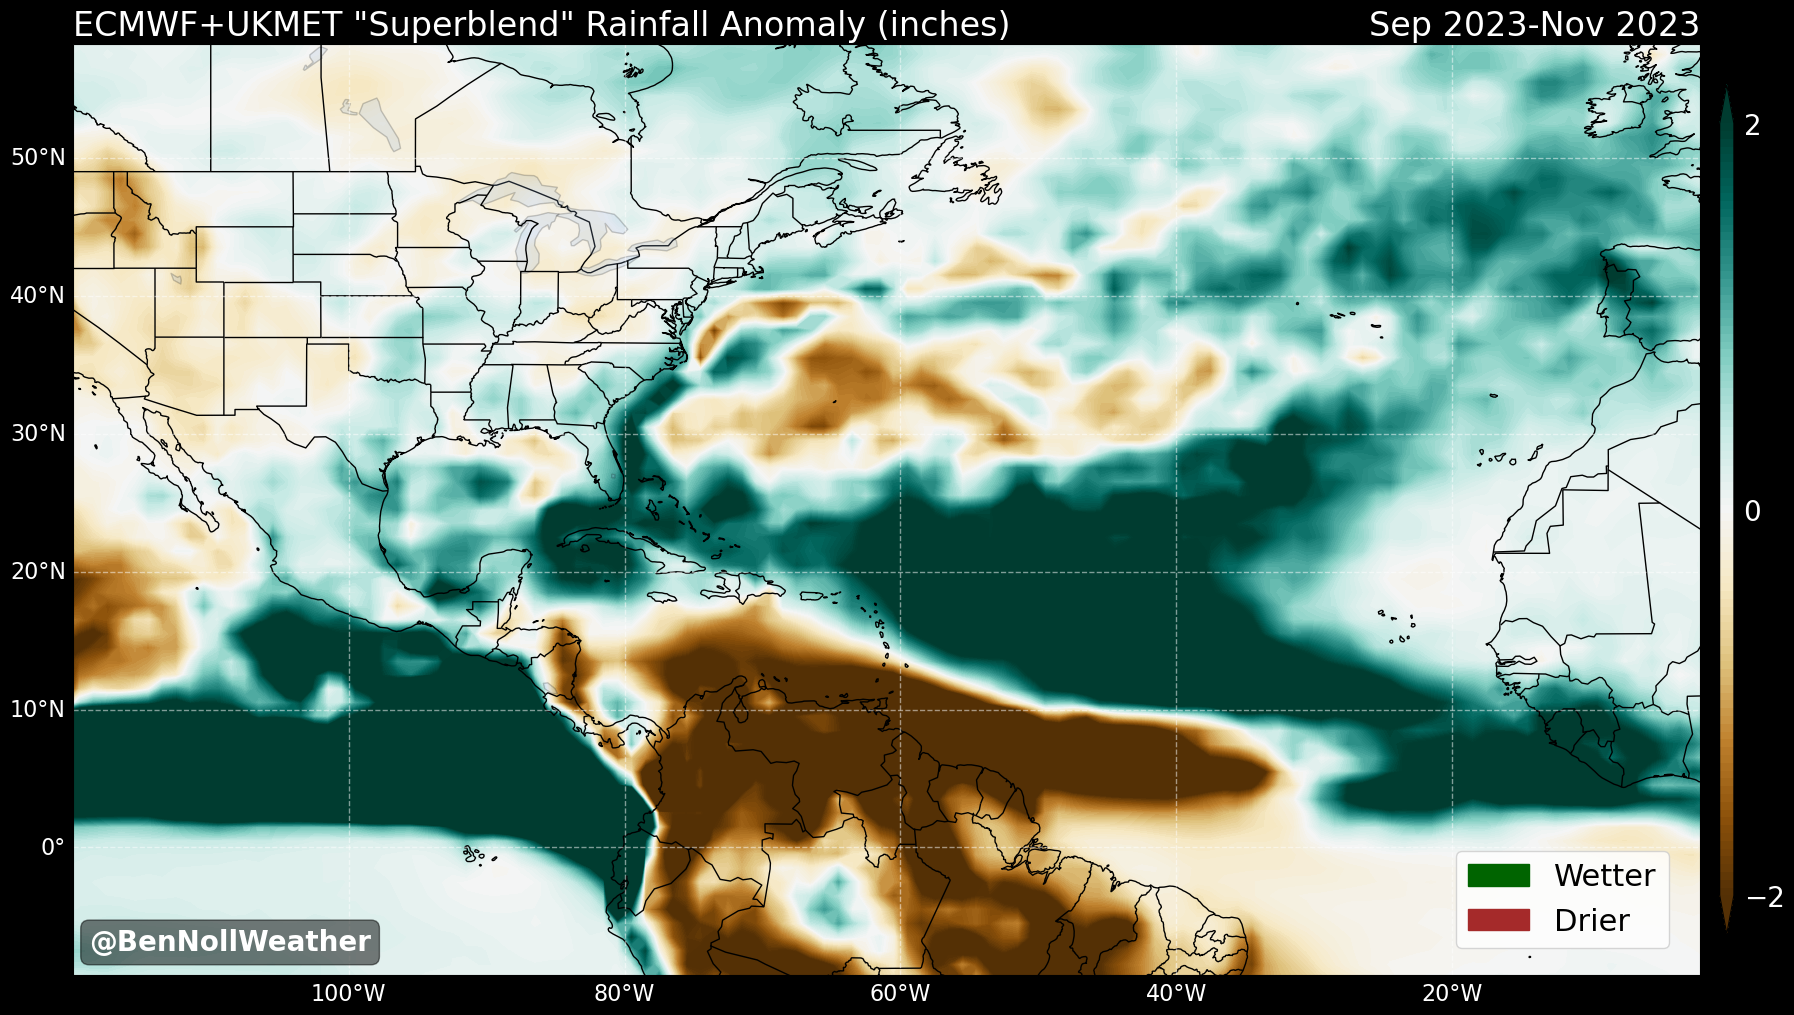 ECMWF+UKMET "Superblend" Rainfall Anomaly (inches)
Sep 2023-Nov 2023
50°N
40°N
30°N
20°N
10°N
0°
100°W
80°W
60°W
40°W
20°W
2
0
−2
Wetter
Drier
@BenNollWeather